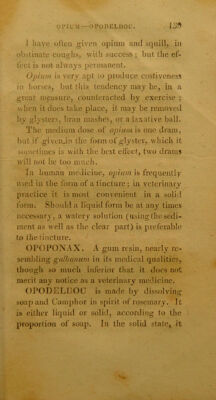 OPIUM—OPODELDOC.
I have often given opium and squill, in
obstinate coughs, with success; but the ef-
fect is not always permanent.
Opium is very apt to produce costiveness
in horses, but this tendency may be, in a
great measure, counteracted by exercise;
when it does take place, it may be removed
by glysters, bran mashes, or a laxative ball.
The medium dose of opium is one dram,
but if given in the form of glyster, which it
sometimes is with the best effect, two drams
will not be too much.
In human medicine, opium is frequently
used in the form of a tincture; in veterinary
practice it is most convenient in a solid
form. Should a liquid form be at any times
necessary, a watery solution (using the sedi-
ment as well as the clear part) is preferable
to the tincture.
OPOPONAX. A gum resin, nearly re-
sembling galbanum in its medical qualities,
though so much inferior that it does not
merit any notice as a veterinary medicine.
OPODELDOC is made by dissolving
soap and Camphor in spirit of rosemary. It
is either liquid or solid, according to the
proportion of soap. In the solid state, it